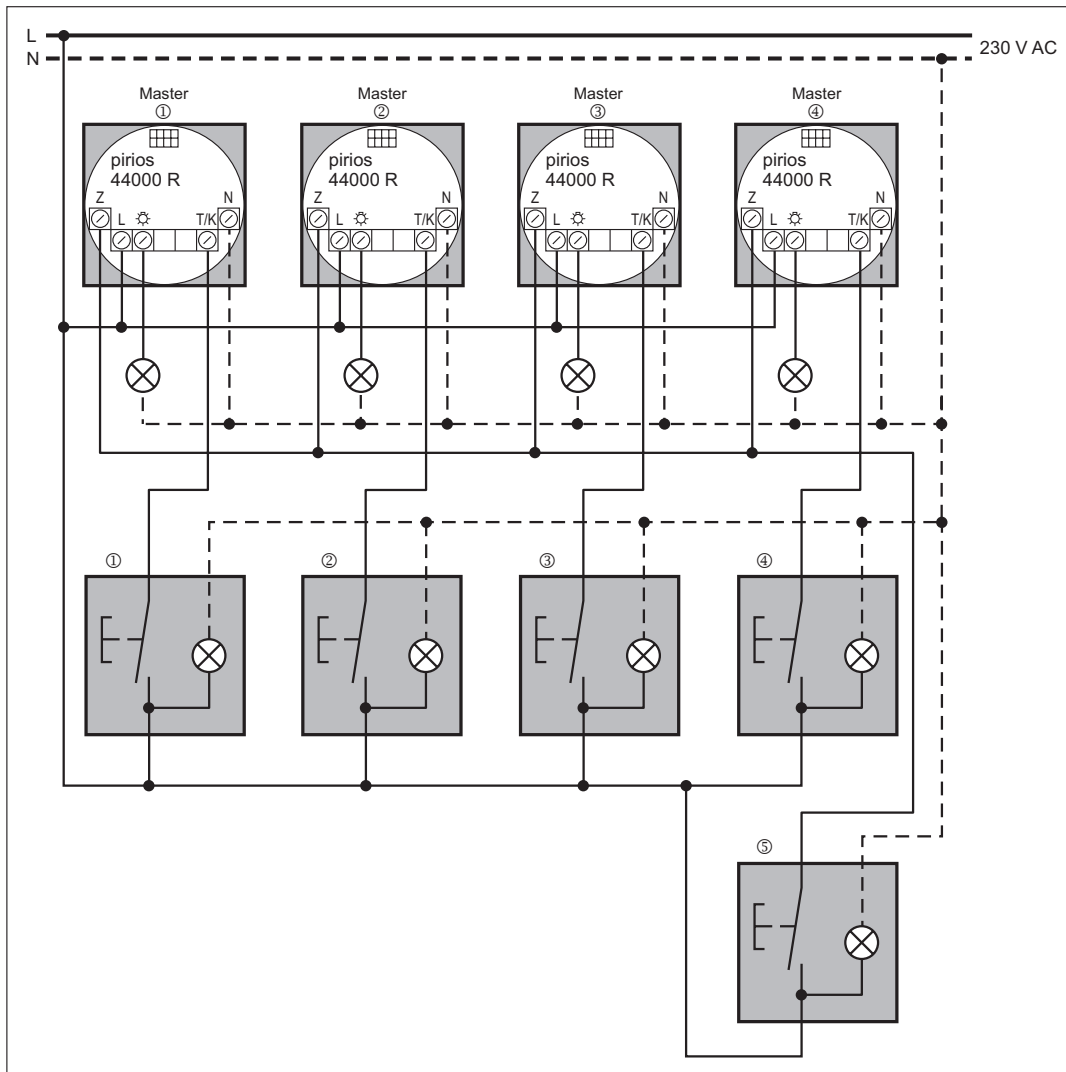 L
N
230 V AC
Master Master Master Master
① ② ③ ④
pirios pirios pirios pirios
44000 R 44000 R 44000 R 44000 R
Z N Z N Z N Z N
L T/K L T/K L T/K L T/K
① ② ③ ④
⑤